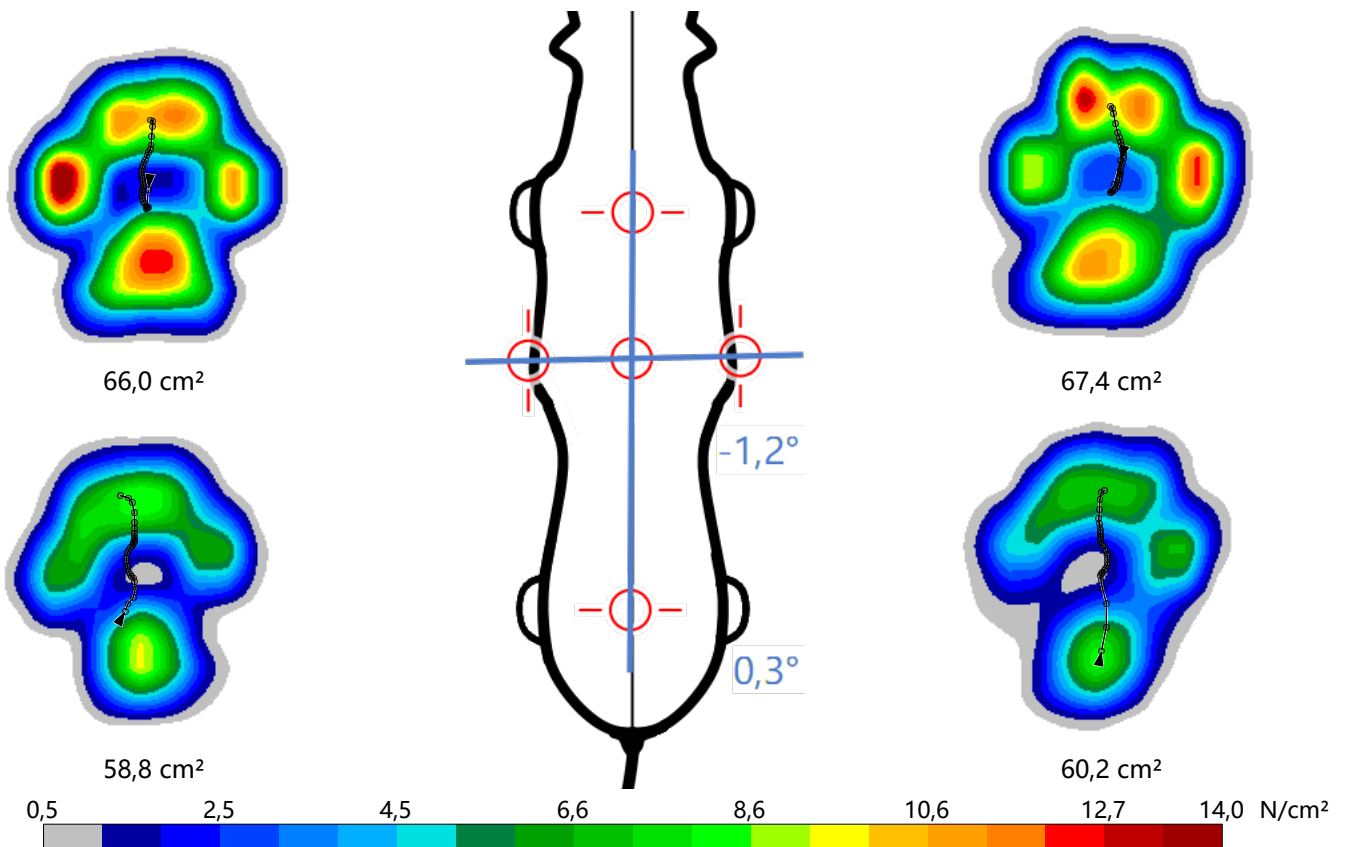 66,0 cm²
67,4 cm²
-1,2°
0,3°
58,8 cm²
60,2 cm²
0,5 2,5 4,5 6,6 8,6 10,6 12,7 14,0 N/cm²